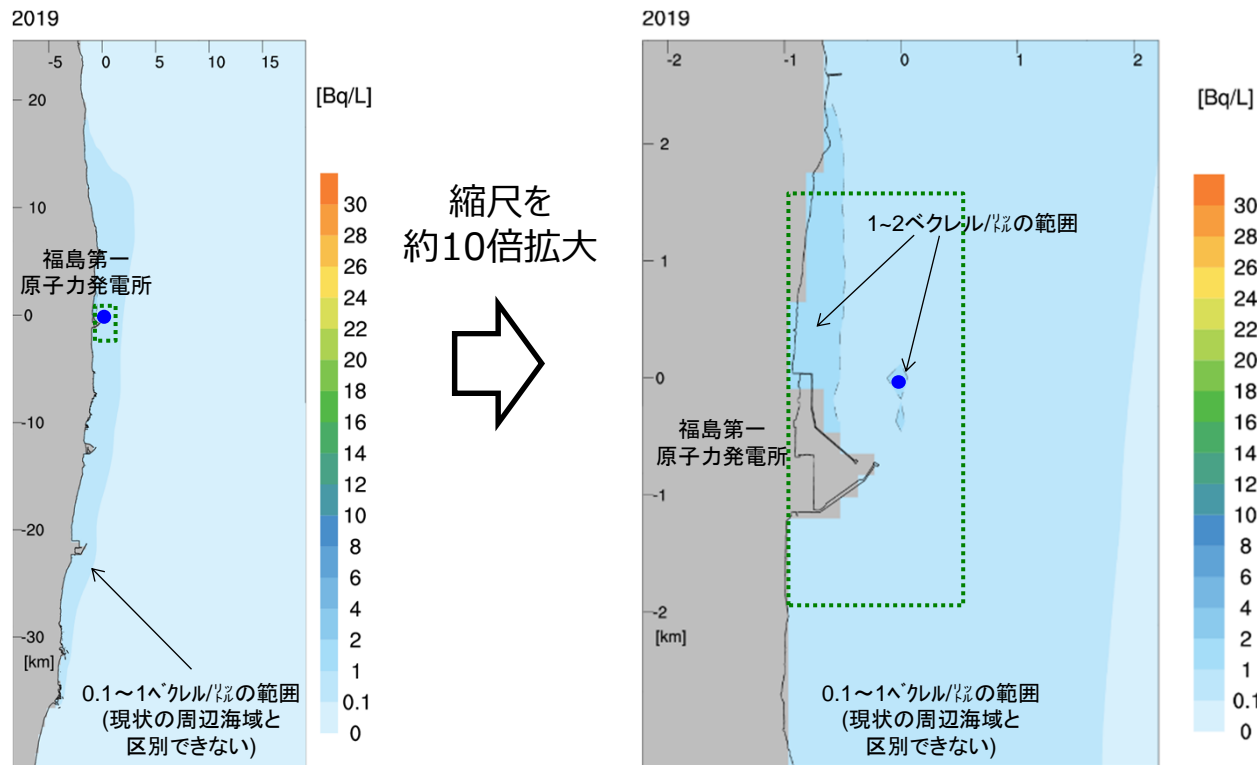 2019
-5 0 5 10 15
20
10
0
-10
-20
-30
[km]
福島第一
原子力発電所
0.1～1ベクレル/㍑の範囲
(現状の周辺海域と
区別できない)
[Bq/L]
30
28
26
24
22
20
18
16
14
12
10
8
6
4
2
1
0.1
0
縮尺を
約10倍拡大
2019
-2 -1 0 1 2
2
1
0
-1
-2
[km]
1~2ベクレル/㍑の範囲
福島第一
原子力発電所
0.1～1ベクレル/㍑の範囲
(現状の周辺海域と
区別できない)
[Bq/L]
30
28
26
24
22
20
18
16
14
12
10
8
6
4
2
1
0.1
0